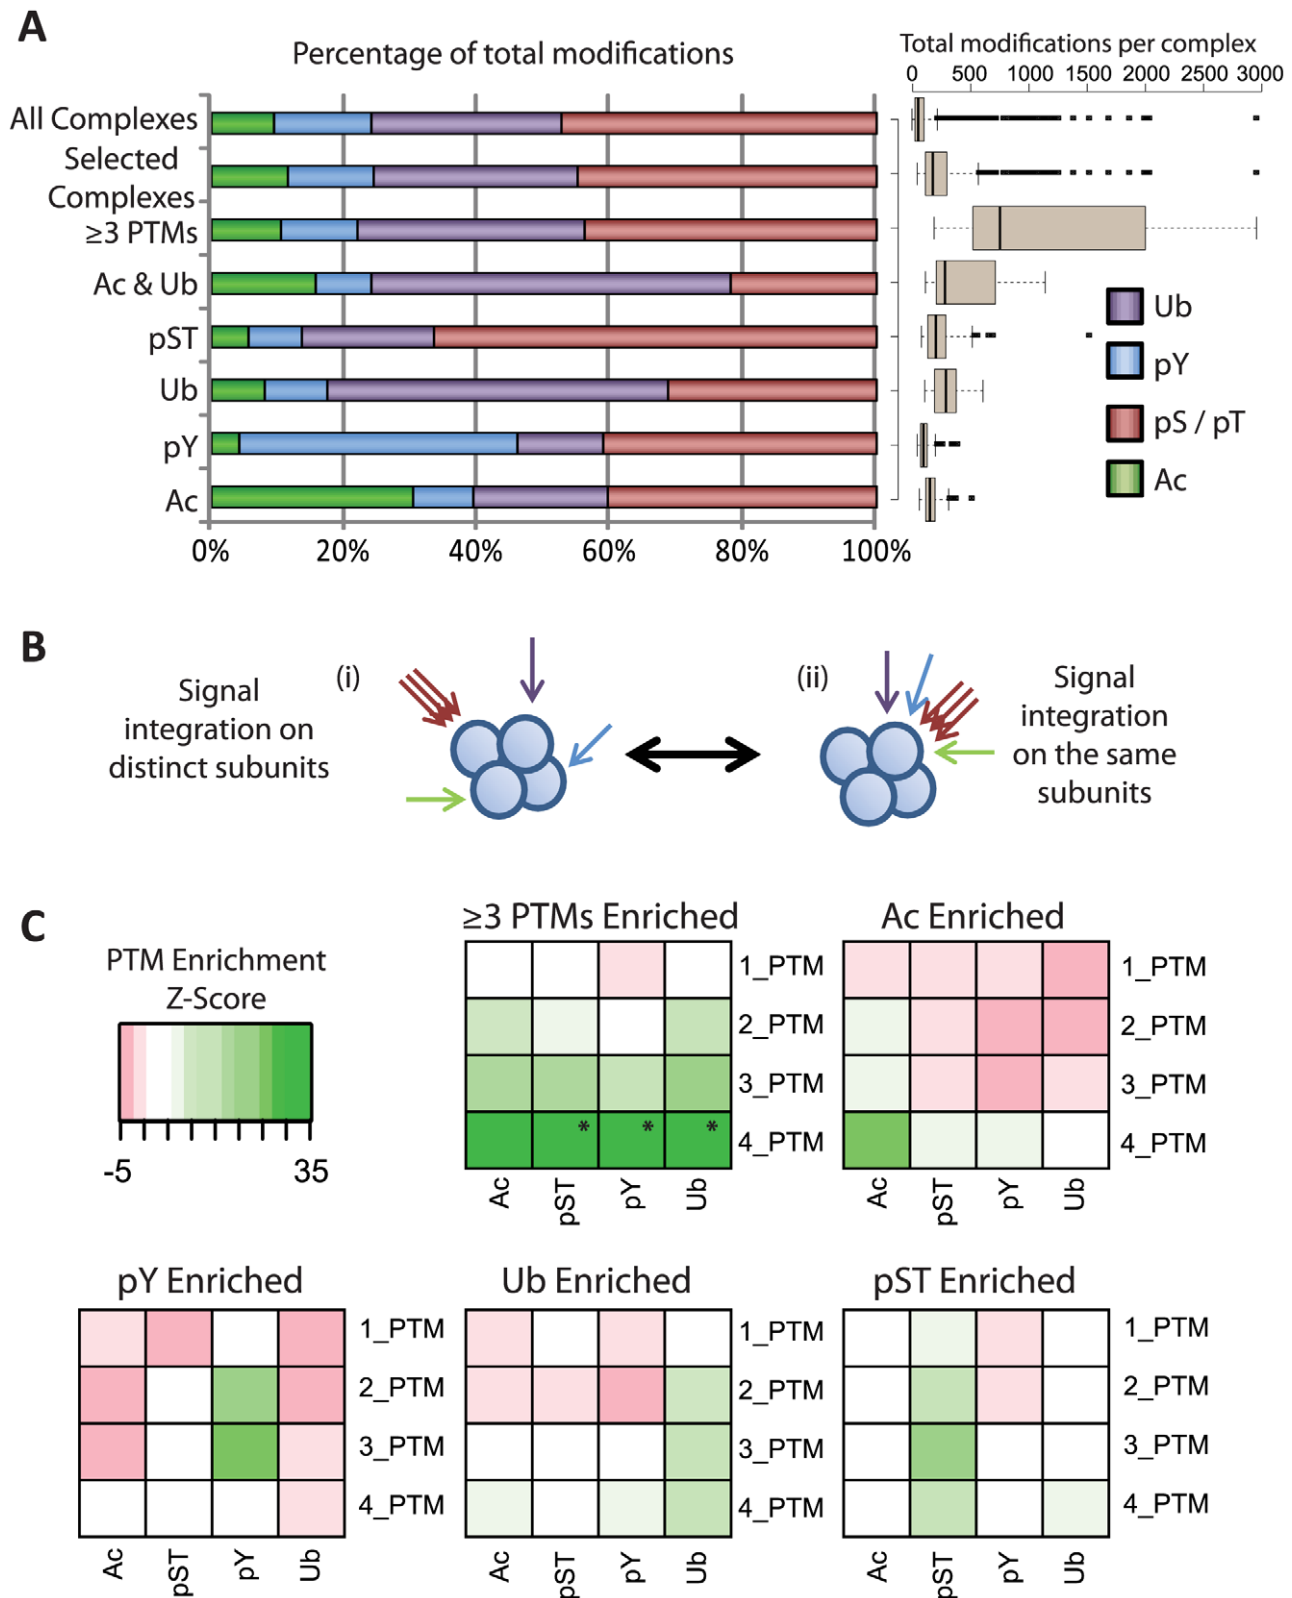 A
Percentage of total modifications
Total modifications per complex
0 500 1000 1500 2000 2500 3000
All Complexes
Selected
Complexes
≥3 PTMs
Ac & Ub
pST
Ub
pY
Ac
0% 20% 40% 60% 80% 100%
Ub
pY
pS / pT
Ac
B
Signal
integration on
distinct subunits
(i)
(ii)
Signal
integration
on the same
subunits
C
PTM Enrichment
Z-Score
-5 35
≥3 PTMs Enriched
1_PTM
2_PTM
3_PTM
* * * 4_PTM
Ac pST pY Ub
Ac Enriched
1_PTM
2_PTM
3_PTM
4_PTM
Ac pST pY Ub
pY Enriched
1_PTM
2_PTM
3_PTM
4_PTM
Ac pST pY Ub
Ub Enriched
1_PTM
2_PTM
3_PTM
4_PTM
Ac pST pY Ub
pST Enriched
1_PTM
2_PTM
3_PTM
4_PTM
Ac pST pY Ub